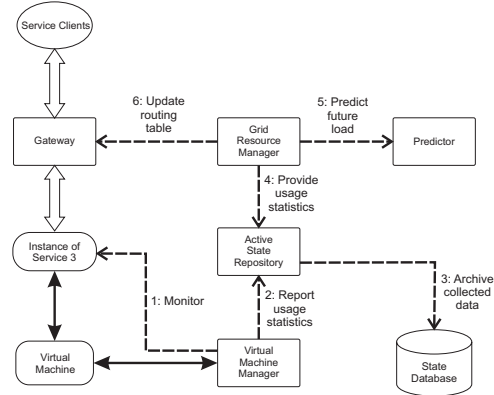 Service Clients
6: Update
routing
table
5: Predict
future
load
Gateway
Grid
Resource
Manager
Predictor
4: Provide
usage
statistics
Instance of
Service 3
Active
State
Repository
1: Monitor
2: Report
usage
statistics
3: Archive
collected
data
Virtual
Machine
Virtual
Machine
Manager
State
Database